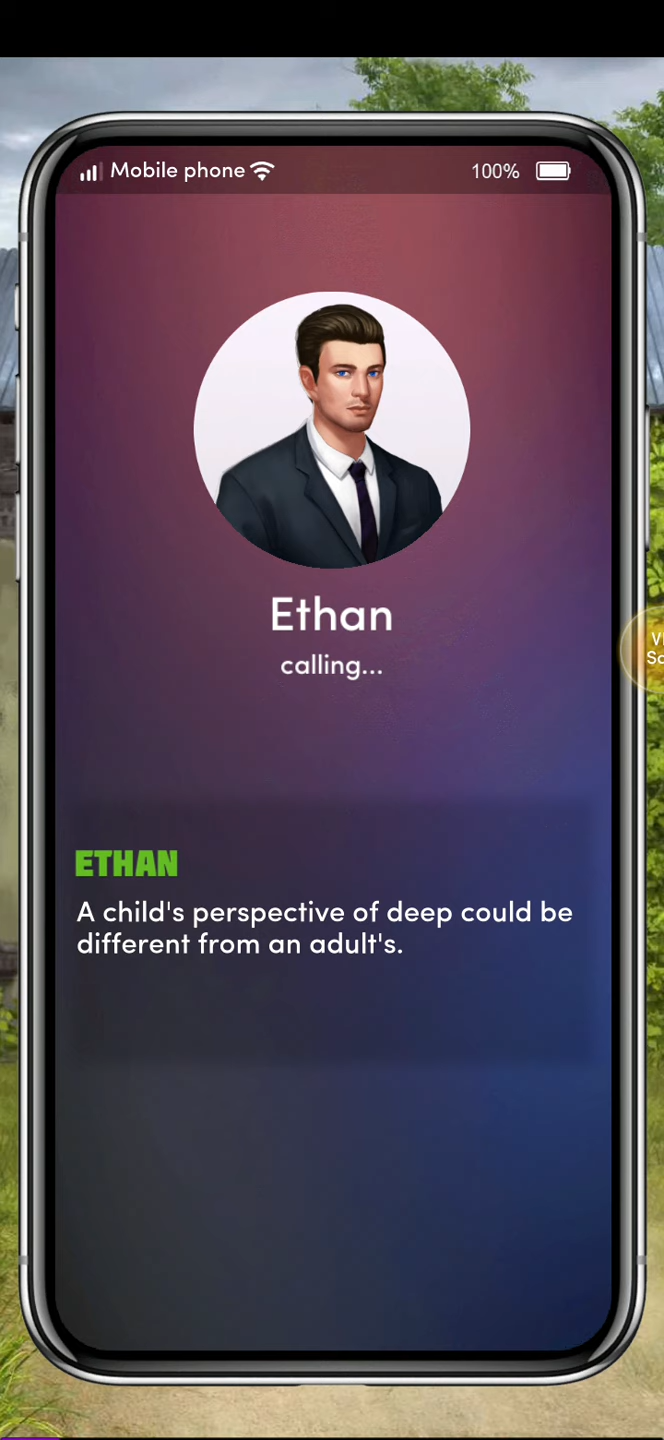 Mobile phone
100%
Ethan
calling...
ETHAN
A child's perspective of deep could be
different from an adult's.